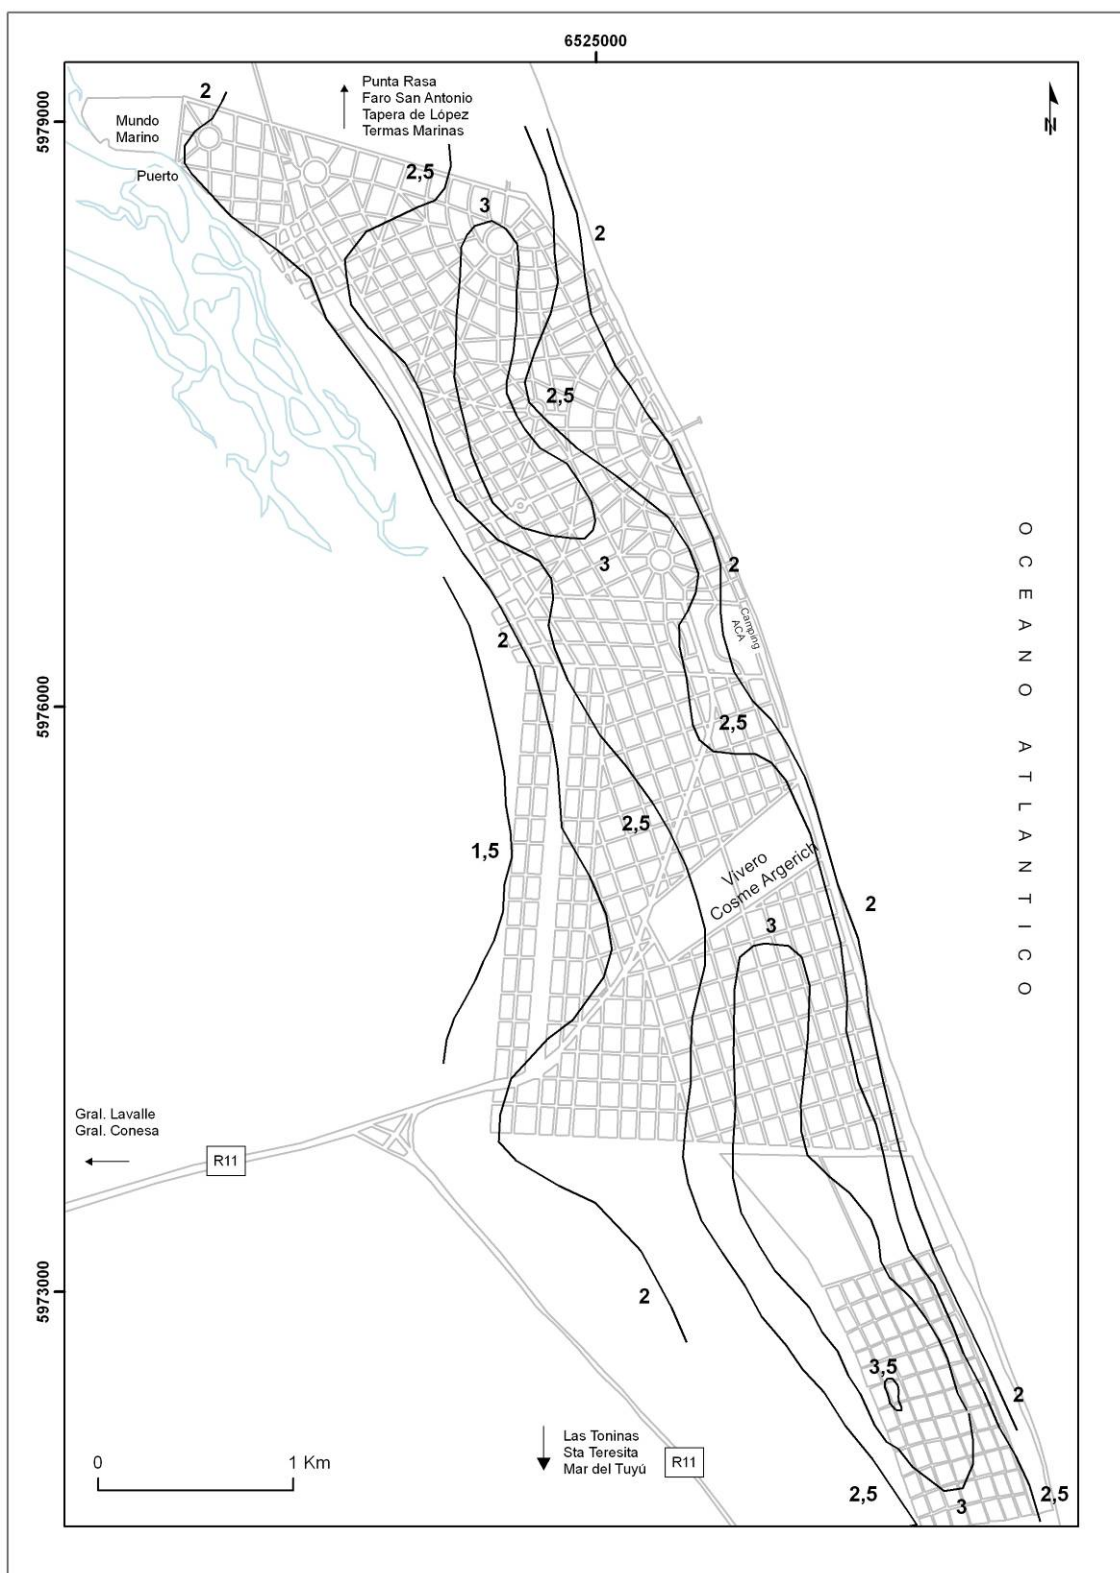 6525000
5979000
2
Mundo
Marino
Puerto
Punta Rasa
Faro San Antonio
Tapera de López
Termas Marinas
N
2,5
3
2
2,5
OCEANO ATLANTICO
3
2
Camping
ACA
2
5976000
2,5
2,5
1,5
Vivero
Cosme Argerich
2
3
Gral. Lavalle
Gral. Conesa
R11
5973000
2
3,5
2
0 1 Km
Las Toninas
Sta Teresita
Mar del Tuyú
R11
2,5
3
2,5